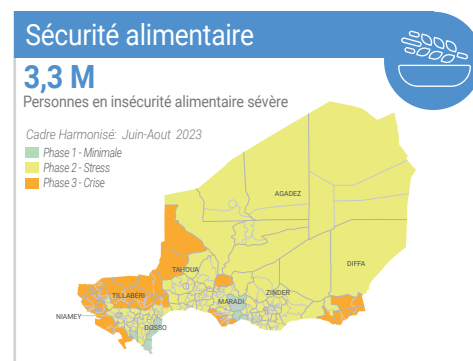 Sécurité alimentaire
3,3 M
Personnes en insécurité alimentaire sévère
Cadre Harmonisé: Juin-Aout 2023
Phase 1 - Minimale
Phase 2 - Stress
Phase 3 - Crise
AGADEZ
DIFFA
TAHOUA
ZINDER
TILLABÉRI
MARADI
NIAMEY
DOSSO